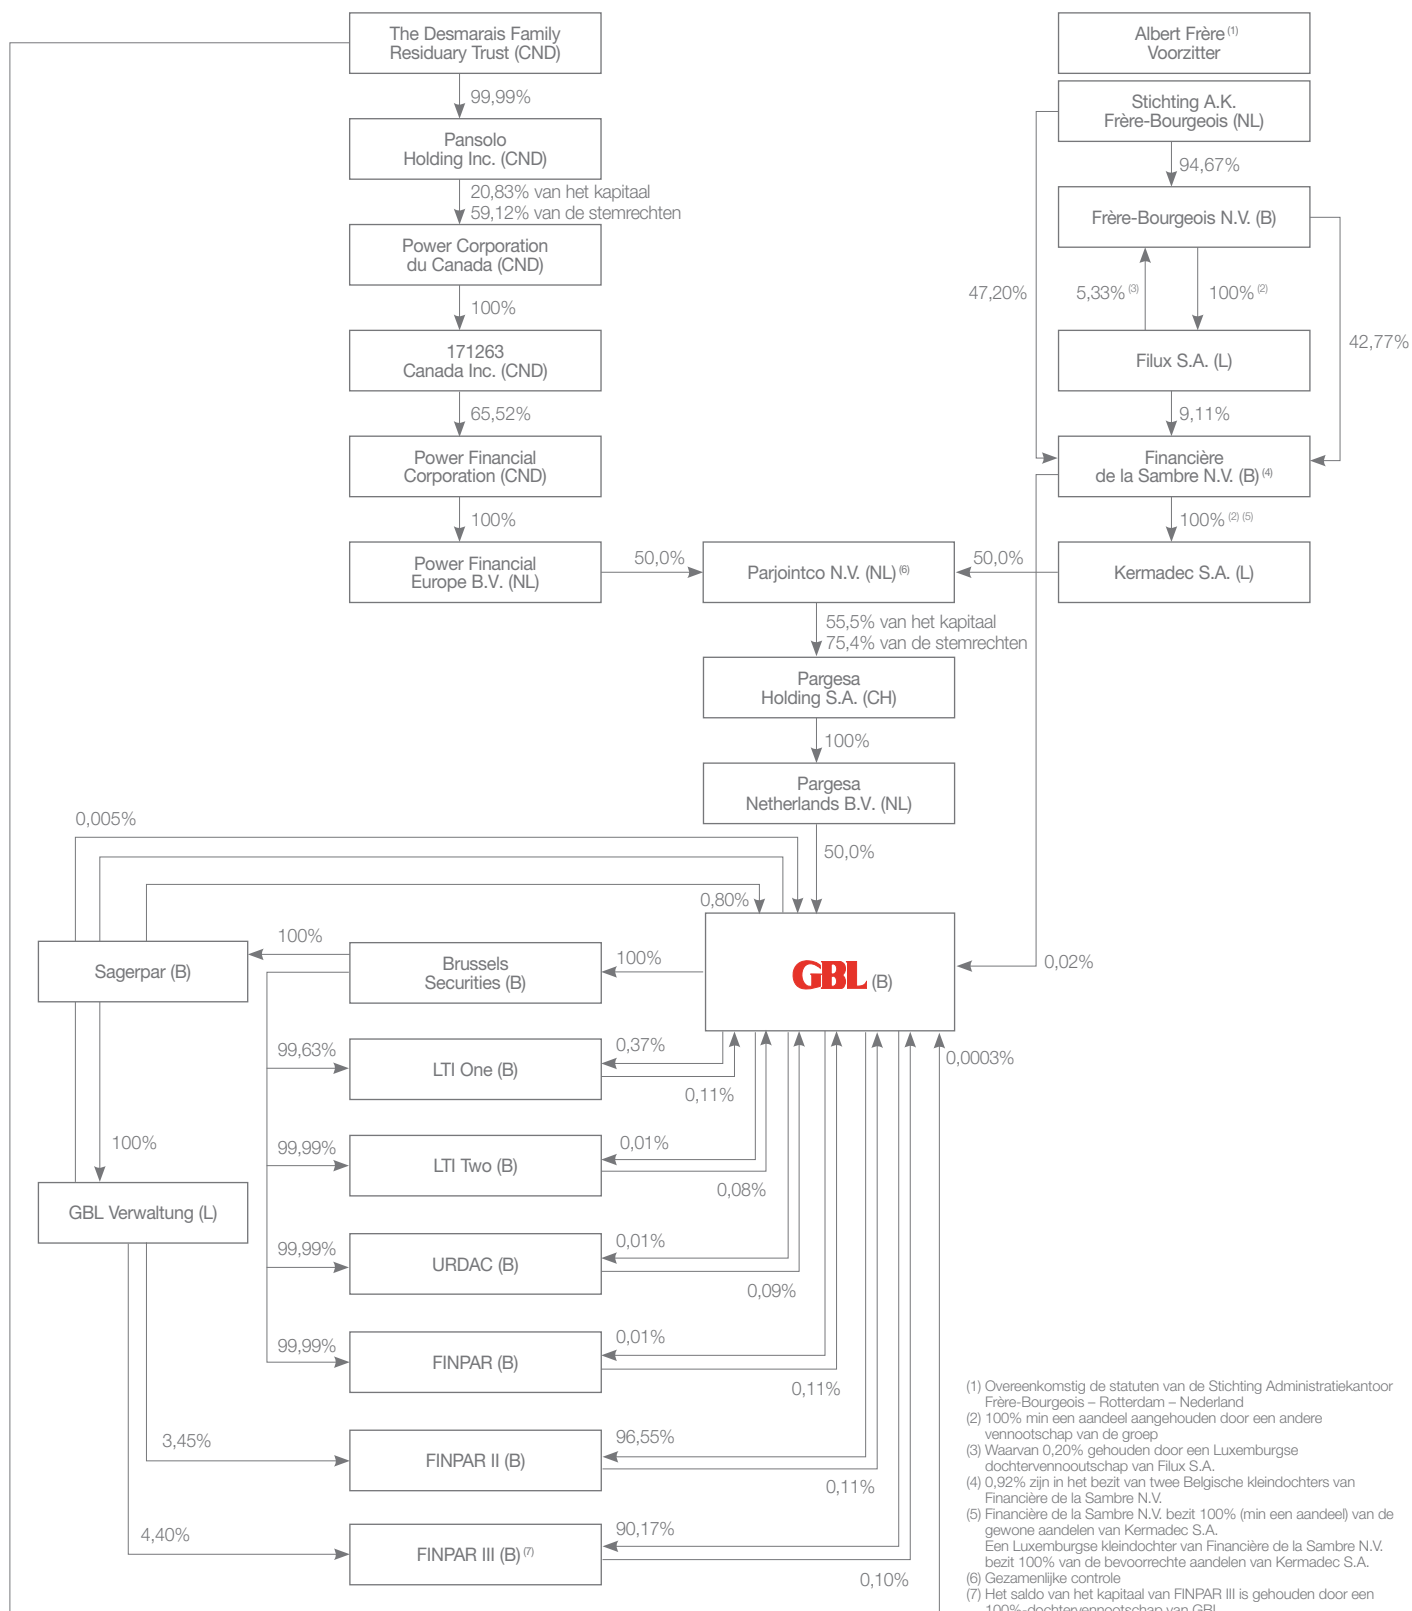 The Desmarais Family
Residuary Trust (CND)
99,99%
Pansolo
Holding Inc. (CND)
20,83% van het kapitaal
59,12% van de stemrechten
Power Corporation
du Canada (CND)
100%
171263
Canada Inc. (CND)
65,52%
Power Financial
Corporation (CND)
100%
Power Financial
Europe B.V. (NL)
50,0%
Albert Frère (1)
Voorzitter
Stichting A.K.
Frère-Bourgeois (NL)
94,67%
Frère-Bourgeois N.V. (B)
47,20%
5,33% (3)
100% (2)
42,77%
Filux S.A. (L)
9,11%
Financière
de la Sambre N.V. (B) (4)
100% (2) (5)
Kermadec S.A. (L)
50,0%
Parjointco N.V. (NL) (6)
55,5% van het kapitaal
75,4% van de stemrechten
Pargesa
Holding S.A. (CH)
100%
Pargesa
Netherlands B.V. (NL)
50,0%
0,005%
0,80%
GBL (B)
0,02%
0,0003%
100%
Brussels
Securities (B)
100%
Sagerpar (B)
100%
GBL Verwaltung (L)
99,63%
LTI One (B)
0,37%
0,11%
99,99%
LTI Two (B)
0,01%
0,08%
99,99%
URDAC (B)
0,01%
0,09%
99,99%
FINPAR (B)
0,01%
0,11%
3,45%
FINPAR II (B)
96,55%
0,11%
4,40%
FINPAR III (B) (7)
90,17%
0,10%
(1) Overeenkomstig de statuten van de Stichting Administratiekantoor
Frère-Bourgeois – Rotterdam – Nederland
(2) 100% min een aandeel aangehouden door een andere
vennootschap van de groep
(3) Waarvan 0,20% gehouden door een Luxemburgse
dochtervennooutschap van Filux S.A.
(4) 0,92% zijn in het bezit van twee Belgische kleindochters van
Financière de la Sambre N.V.
(5) Financière de la Sambre N.V. bezit 100% (min een aandeel) van de
gewone aandelen van Kermadec S.A.
Een Luxemburgse kleindochter van Financière de la Sambre N.V.
bezit 100% van de bevoorrechte aandelen van Kermadec S.A.
(6) Gezamenlijke controle
(7) Het saldo van het kapitaal van FINPAR III is gehouden door een
100%-dochtervennootschap van GBL